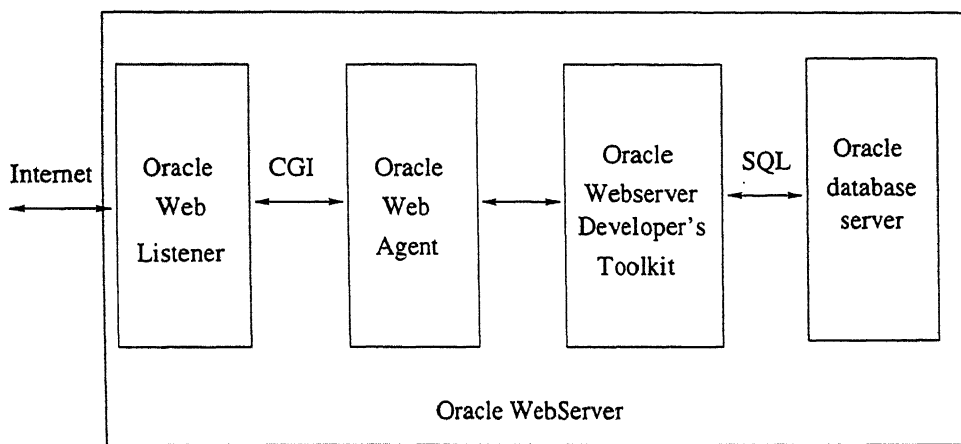 Internet
Oracle
Web
Listener
CGI
Oracle
Web
Agent
Oracle
Webserver
Developer's
Toolkit
SQL
Oracle
database
server
Oracle WebServer